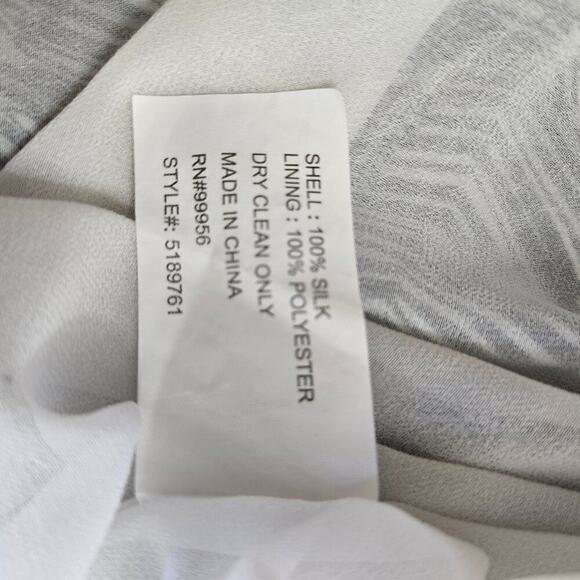 SHELL : 100% SILK
LINING : 100% POLYESTER
DRY CLEAN ONLY
MADE IN CHINA
RN#99956
STYLE#: 5189761